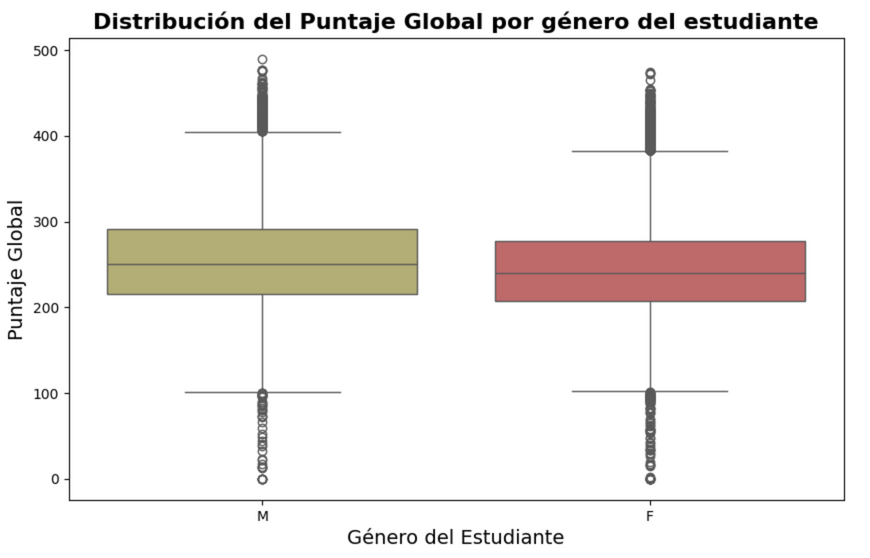 Distribución del Puntaje Global por género del estudiante
500
400
300
200
100
0
Puntaje Global
M
F
Género del Estudiante